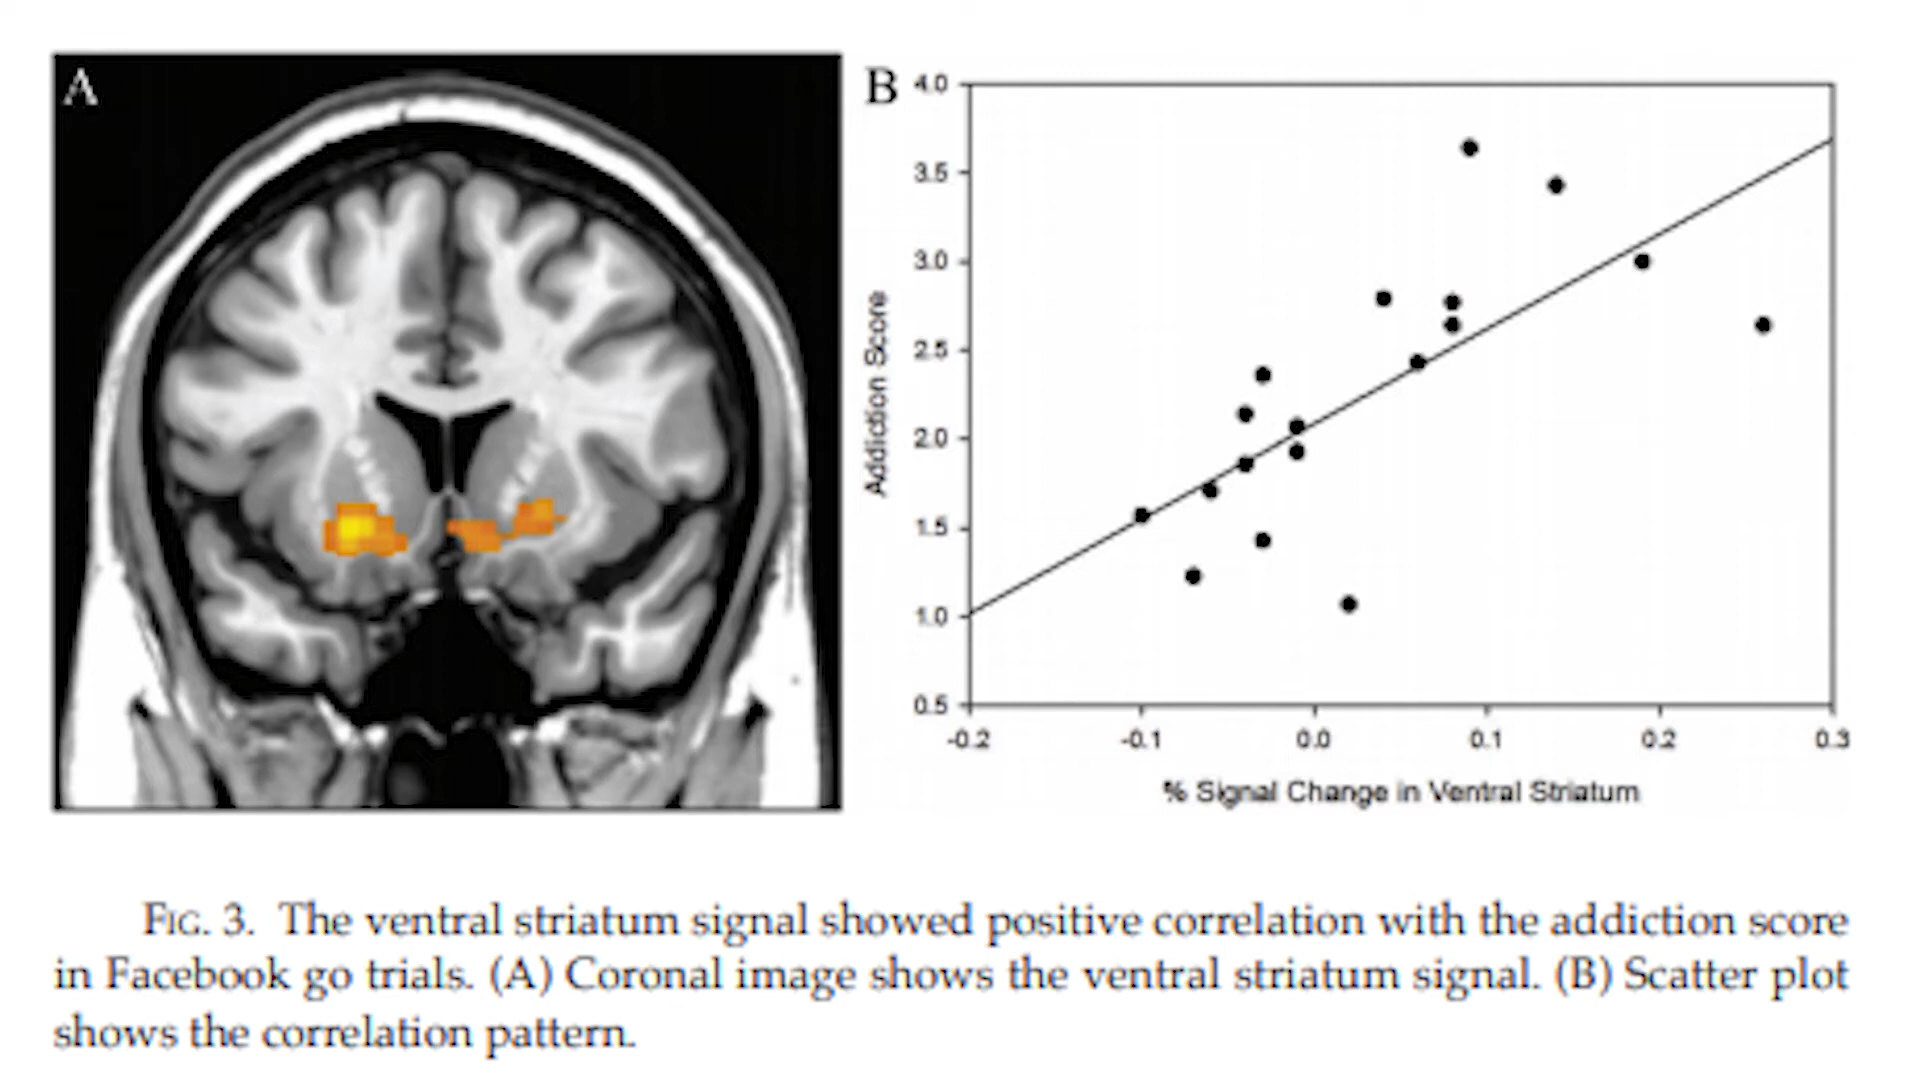 A
B
4.0
3.5
3.0
2.5
2.0
1.5
1.0
0.5
Addiction Score
-0.2 -0.1 0.0 0.1 0.2 0.3
% Signal Change in Ventral Striatum
FIG. 3. The ventral striatum signal showed positive correlation with the addiction score
in Facebook go trials. (A) Coronal image shows the ventral striatum signal. (B) Scatter plot
shows the correlation pattern.